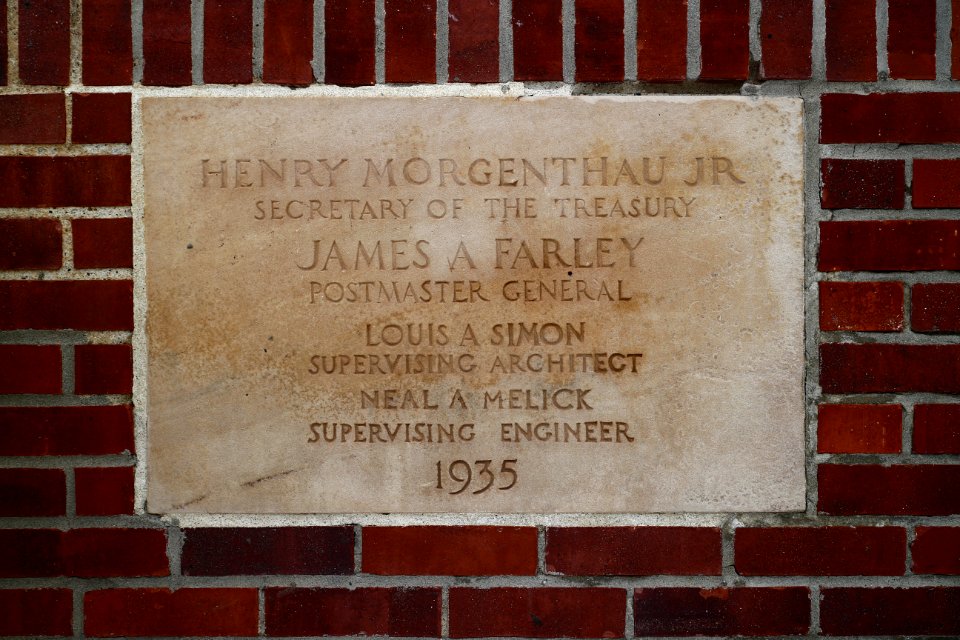 HENRY MORGENTHAU JR
SECRETARY OF THE TREASURY
JAMES A FARLEY
POSTMASTER GENERAL
LOUIS A SIMON
SUPERVISING ARCHITECT
NEAL A MELICK
SUPERVISING ENGINEER
1935